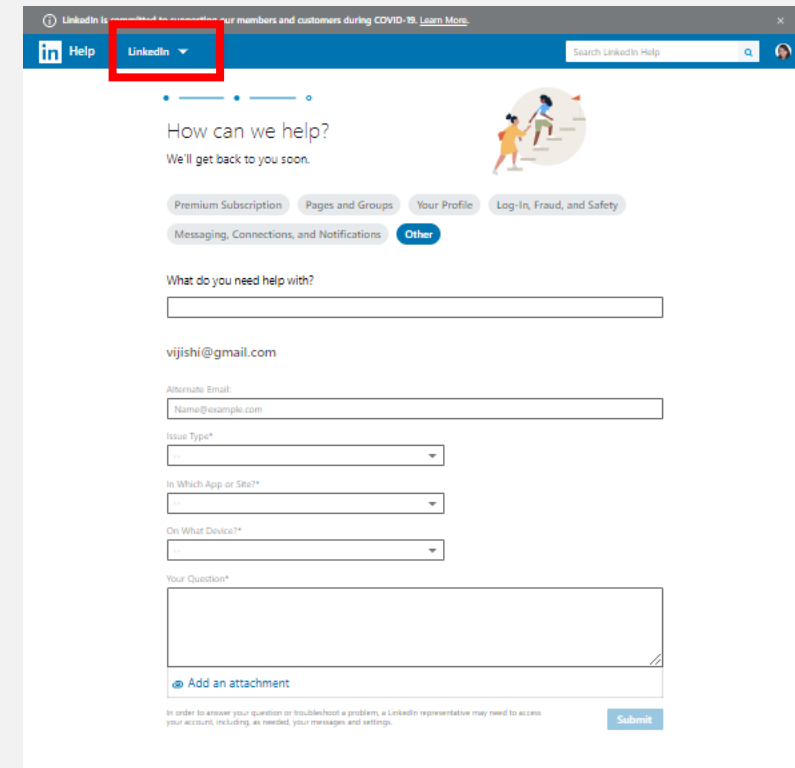 LinkedIn is committed to supporting our members and customers during COVID-19. Learn More.
in Help LinkedIn Search LinkedIn Help
How can we help?
We'll get back to you soon.
Premium Subscription Pages and Groups Your Profile Log-In, Fraud, and Safety
Messaging, Connections, and Notifications Other
What do you need help with?
vijishi@gmail.com
Alternate Email:
Name@example.com
Issue Type*
--
In Which App or Site?*
--
On What Device?*
--
Your Question*
Add an attachment
In order to answer your question or troubleshoot a problem, a LinkedIn representative may need to access
your account, including, as needed, your messages and settings.
Submit